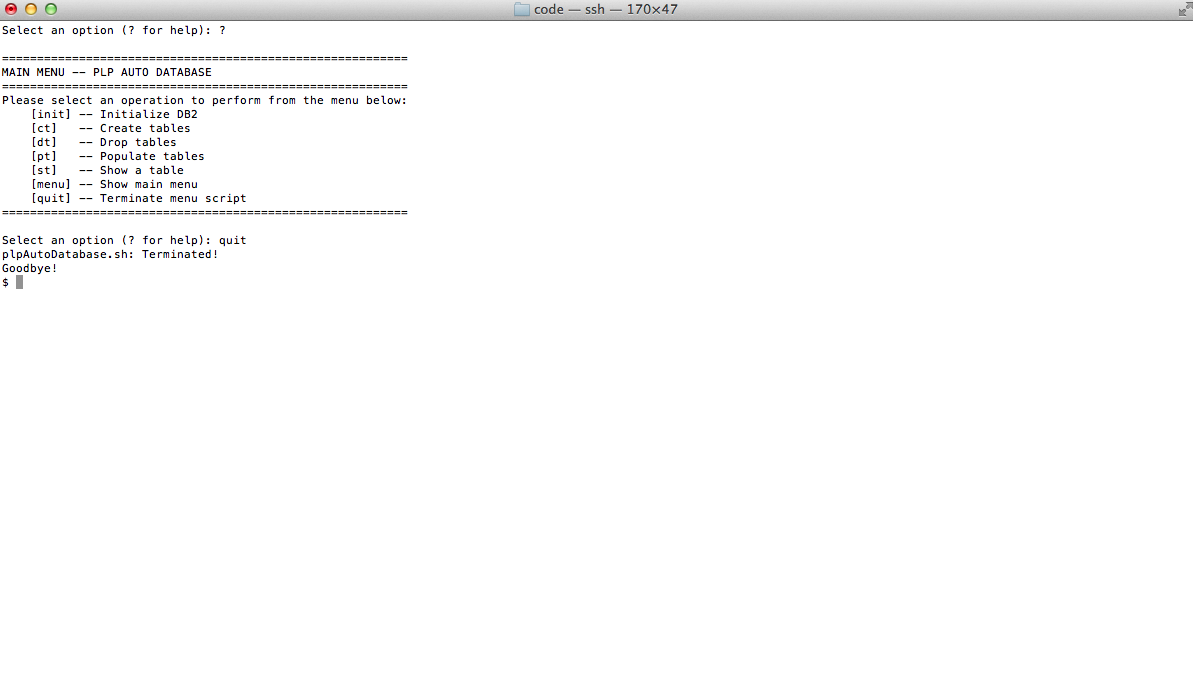 code — ssh — 170×47
Select an option (? for help): ?
==========================================================
MAIN MENU -- PLP AUTO DATABASE
==========================================================
Please select an operation to perform from the menu below:
    [init] -- Initialize DB2
    [ct]   -- Create tables
    [dt]   -- Drop tables
    [pt]   -- Populate tables
    [st]   -- Show a table
    [menu] -- Show main menu
    [quit] -- Terminate menu script
==========================================================
Select an option (? for help): quit
plpAutoDatabase.sh: Terminated!
Goodbye!
$